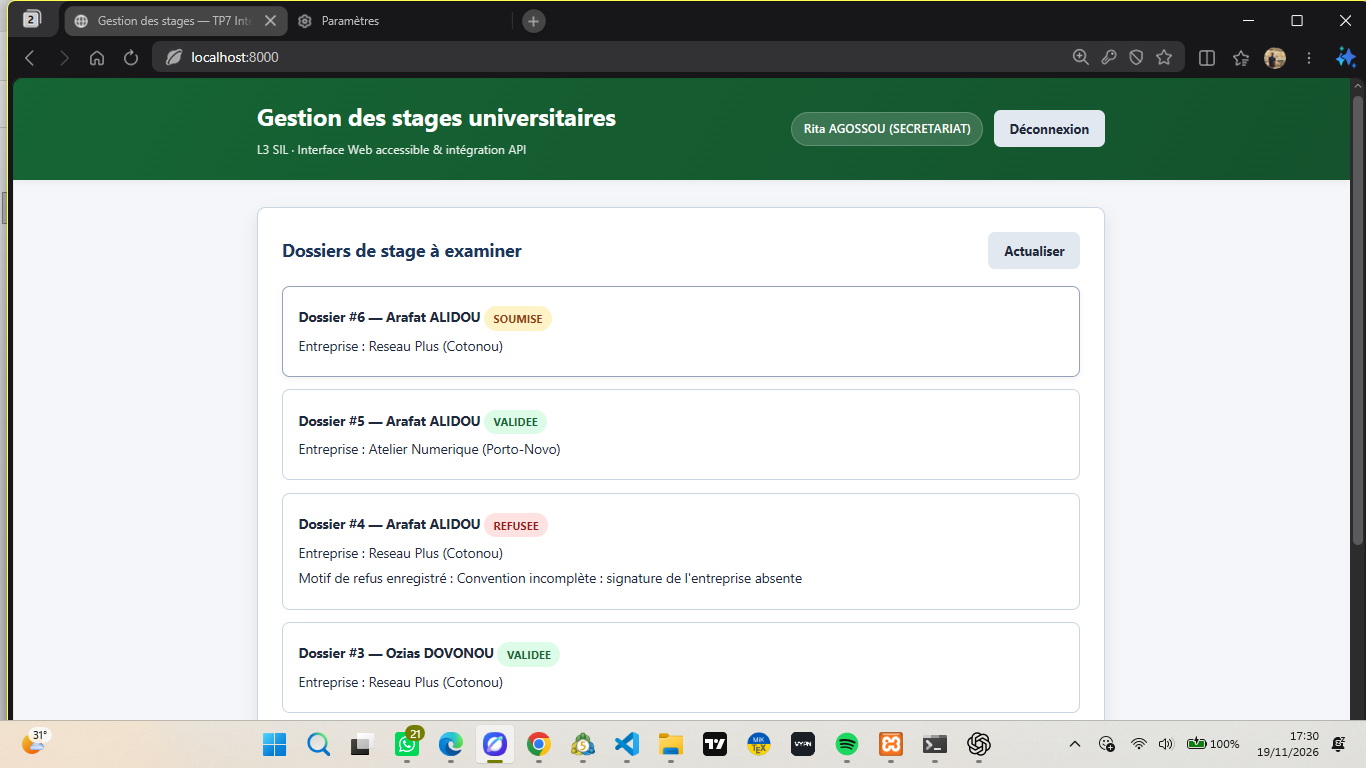 2
Gestion des stages — TP7 Int
Paramètres
localhost:8000
Gestion des stages universitaires
L3 SIL · Interface Web accessible & intégration API
Rita AGOSSOU (SECRETARIAT)
Déconnexion
Dossiers de stage à examiner
Actualiser
Dossier #6 — Arafat ALIDOU SOUMISE
Entreprise : Reseau Plus (Cotonou)
Dossier #5 — Arafat ALIDOU VALIDEE
Entreprise : Atelier Numerique (Porto-Novo)
Dossier #4 — Arafat ALIDOU REFUSEE
Entreprise : Reseau Plus (Cotonou)
Motif de refus enregistré : Convention incomplète : signature de l'entreprise absente
Dossier #3 — Ozias DOVONOU VALIDEE
Entreprise : Reseau Plus (Cotonou)
31°
21
MIK
TEX
100%
17:30
19/11/2026